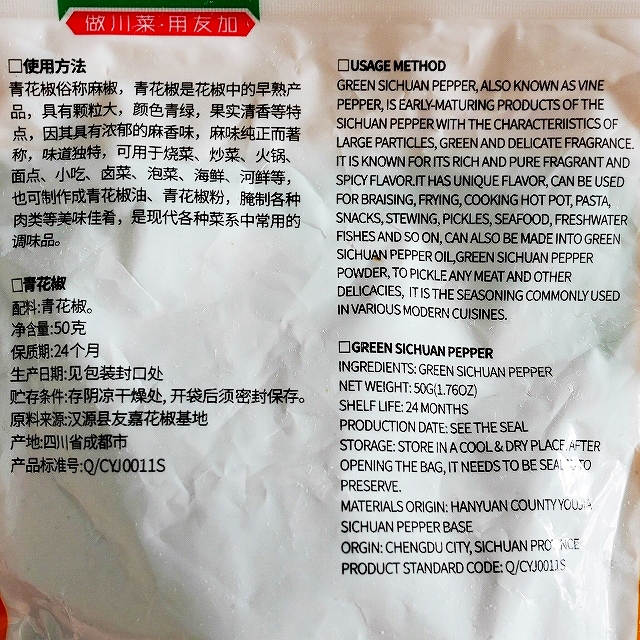 做川菜·用友加
□使用方法
青花椒俗称麻椒，青花椒是花椒中的早熟产
品，具有颗粒大，颜色青绿，果实清香等特
点，因其具有浓郁的麻香味，麻味纯正而著
称，味道独特，可用于烧菜、炒菜、火锅、
面点、小吃、卤菜、泡菜、海鲜、河鲜等，
也可制作成青花椒油、青花椒粉，腌制各种
肉类等美味佳肴，是现代各种菜系中常用的
调味品。
□青花椒
配料:青花椒。
净含量:50克
保质期:24个月
生产日期:见包装封口处
贮存条件:存阴凉干燥处, 开袋后须密封保存。
原料来源:汉源县友嘉花椒基地
产地:四川省成都市
产品标准号:Q/CYJ0011S
□USAGE METHOD
GREEN SICHUAN PEPPER, ALSO KNOWN AS VINE
PEPPER, IS EARLY-MATURING PRODUCTS OF THE
SICHUAN PEPPER WITH THE CHARACTERIISTICS OF
LARGE PARTICLES, GREEN AND DELICATE FRAGRANCE.
IT IS KNOWN FOR ITS RICH AND PURE FRAGRANT AND
SPICY FLAVOR.IT HAS UNIQUE FLAVOR, CAN BE USED
FOR BRAISING, FRYING, COOKING HOT POT, PASTA,
SNACKS, STEWING, PICKLES, SEAFOOD, FRESHWATER
FISHES AND SO ON, CAN ALSO BE MADE INTO GREEN
SICHUAN PEPPER OIL,GREEN SICHUAN PEPPER
POWDER, TO PICKLE ANY MEAT AND OTHER
DELICACIES, IT IS THE SEASONING COMMONLY USED
IN VARIOUS MODERN CUISINES.
□GREEN SICHUAN PEPPER
INGREDIENTS: GREEN SICHUAN PEPPER
NET WEIGHT: 50G(1.76OZ)
SHELF LIFE: 24 MONTHS
PRODUCTION DATE: SEE THE SEAL
STORAGE: STORE IN A COOL & DRY PLACE AFTER
OPENING THE BAG, IT NEEDS TO BE SEALED TO
PRESERVE.
MATERIALS ORIGIN: HANYUAN COUNTY YOUJIA
SICHUAN PEPPER BASE
ORGIN: CHENGDU CITY, SICHUAN PROVINCE
PRODUCT STANDARD CODE: Q/CYJ0011S